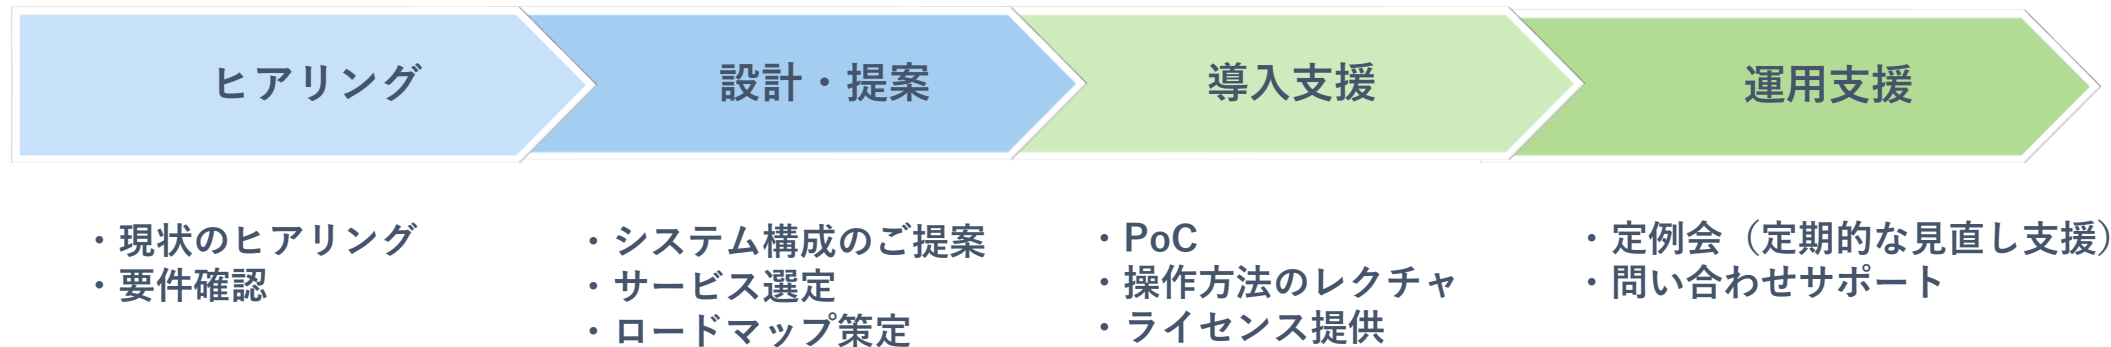 ヒアリング
設計・提案
導入支援
運用支援
・現状のヒアリング
・要件確認
・システム構成のご提案
・サービス選定
・ロードマップ策定
・PoC
・操作方法のレクチャ
・ライセンス提供
・定例会（定期的な見直し支援）
・問い合わせサポート